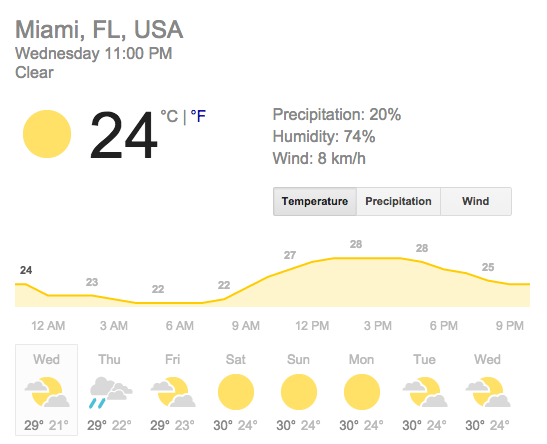 Miami, FL, USA
Wednesday 11:00 PM
Clear
24 °C | °F
Precipitation: 20%
Humidity: 74%
Wind: 8 km/h
Temperature Precipitation Wind
24 23 22 22 27 28 28 25
12 AM 3 AM 6 AM 9 AM 12 PM 3 PM 6 PM 9 PM
Wed Thu Fri Sat Sun Mon Tue Wed
29° 21° 29° 22° 29° 23° 30° 24° 30° 24° 30° 24° 30° 24° 30° 24°